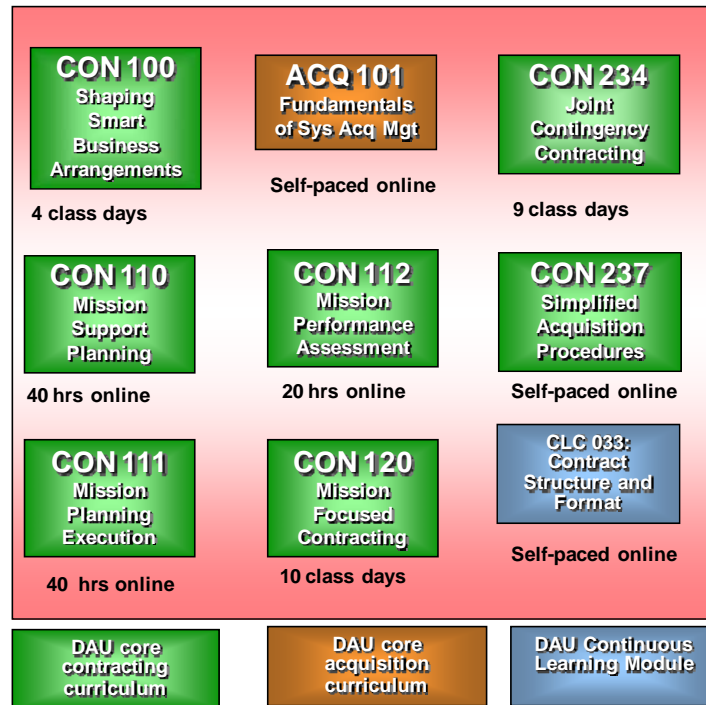 CON 100
Shaping
Smart
Business
Arrangements
4 class days
ACQ 101
Fundamentals
of Sys Acq Mgt
Self-paced online
CON 234
Joint
Contingency
Contracting
9 class days
CON 110
Mission
Support
Planning
40 hrs online
CON 112
Mission
Performance
Assessment
20 hrs online
CON 237
Simplified
Acquisition
Procedures
Self-paced online
CON 111
Mission
Planning
Execution
40 hrs online
CON 120
Mission
Focused
Contracting
10 class days
CLC 033:
Contract
Structure and
Format
Self-paced online
DAU core
contracting
curriculum
DAU core
acquisition
curriculum
DAU Continuous
Learning Module